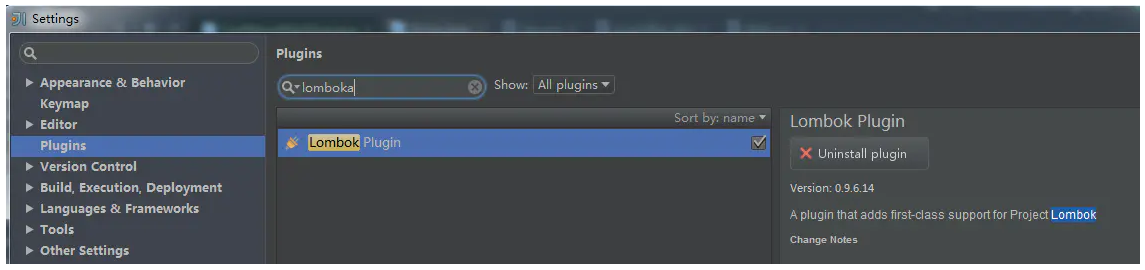 Settings
Plugins
lomboka
Show: All plugins
Appearance & Behavior
Keymap
Editor
Plugins
Version Control
Build, Execution, Deployment
Languages & Frameworks
Tools
Other Settings
Sort by: name
Lombok Plugin
Lombok Plugin
Uninstall plugin
Version: 0.9.6.14
A plugin that adds first-class support for Project Lombok
Change Notes